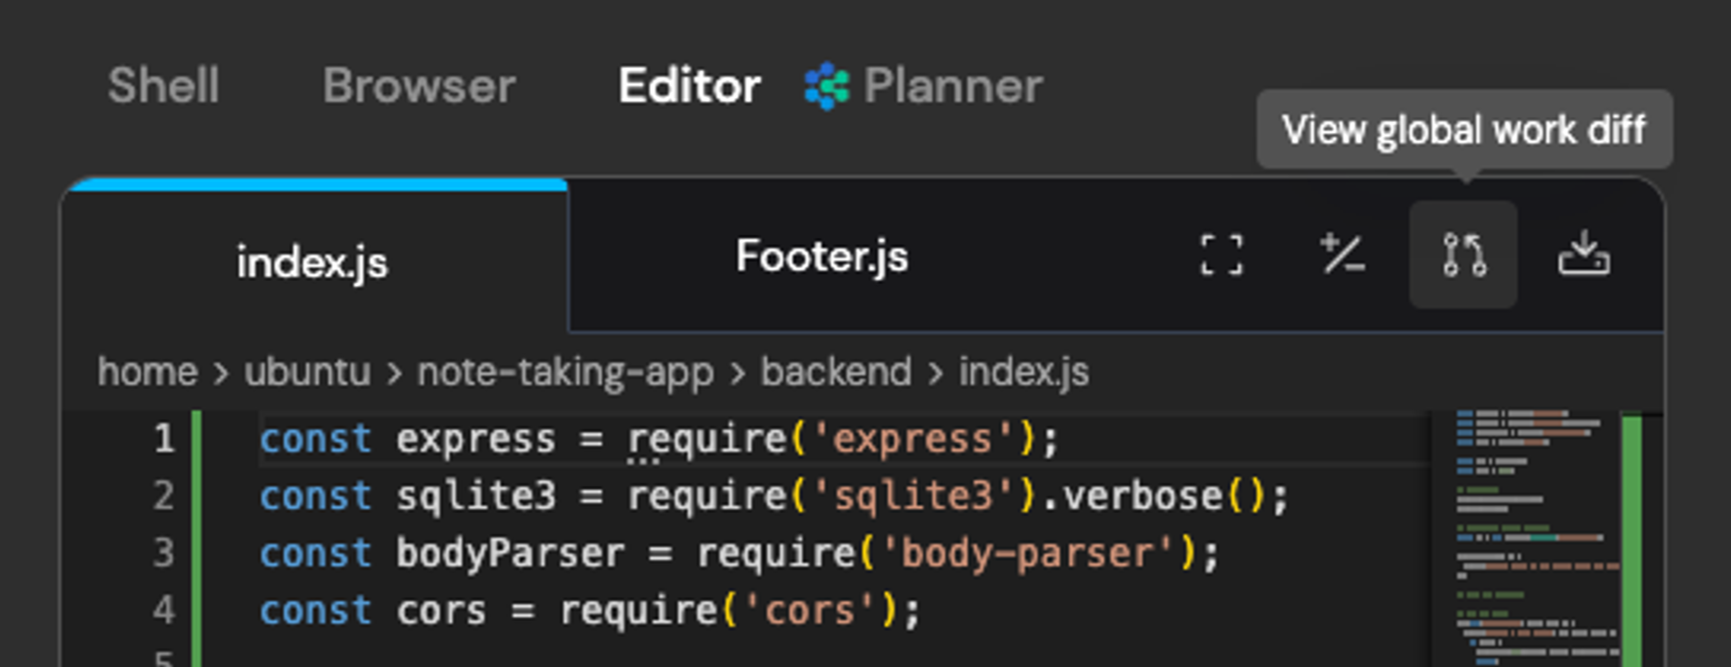 Shell Browser Editor Planner
View global work diff
index.js Footer.js
home > ubuntu > note-taking-app > backend > index.js
1 const express = require('express');
2 const sqlite3 = require('sqlite3').verbose();
3 const bodyParser = require('body-parser');
4 const cors = require('cors');
5